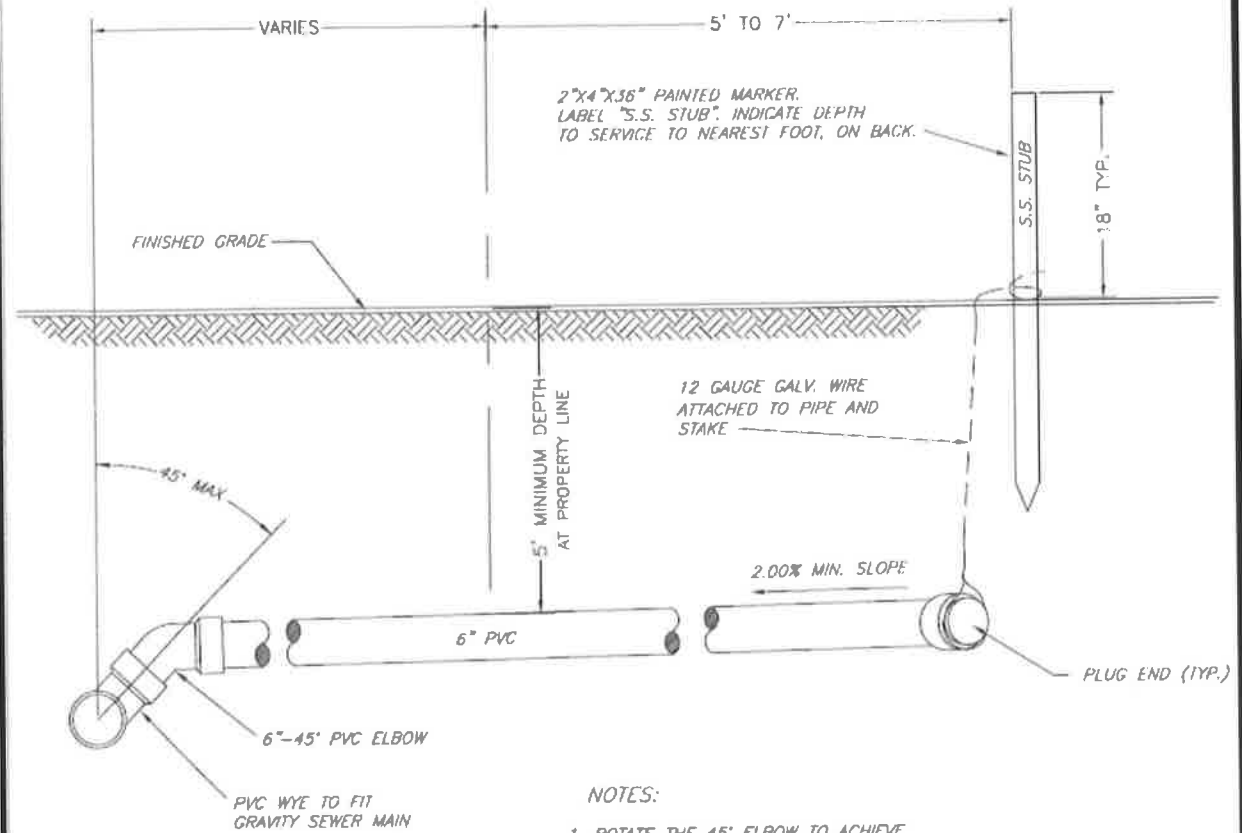 VARIES
5' TO 7'
2"X4"X36" PAINTED MARKER.
LABEL "S.S. STUB". INDICATE DEPTH
TO SERVICE TO NEAREST FOOT, ON BACK.
S.S. STUB
18" TYP.
FINISHED GRADE
5' MINIMUM DEPTH
AT PROPERTY LINE
12 GAUGE GALV. WIRE
ATTACHED TO PIPE AND
STAKE
45° MAX
2.00% MIN. SLOPE
6" PVC
PLUG END (TYP.)
6"-45° PVC ELBOW
PVC WYE TO FIT
GRAVITY SEWER MAIN
NOTES:
1. ROTATE THE 45° ELBOW TO ACHIEVE